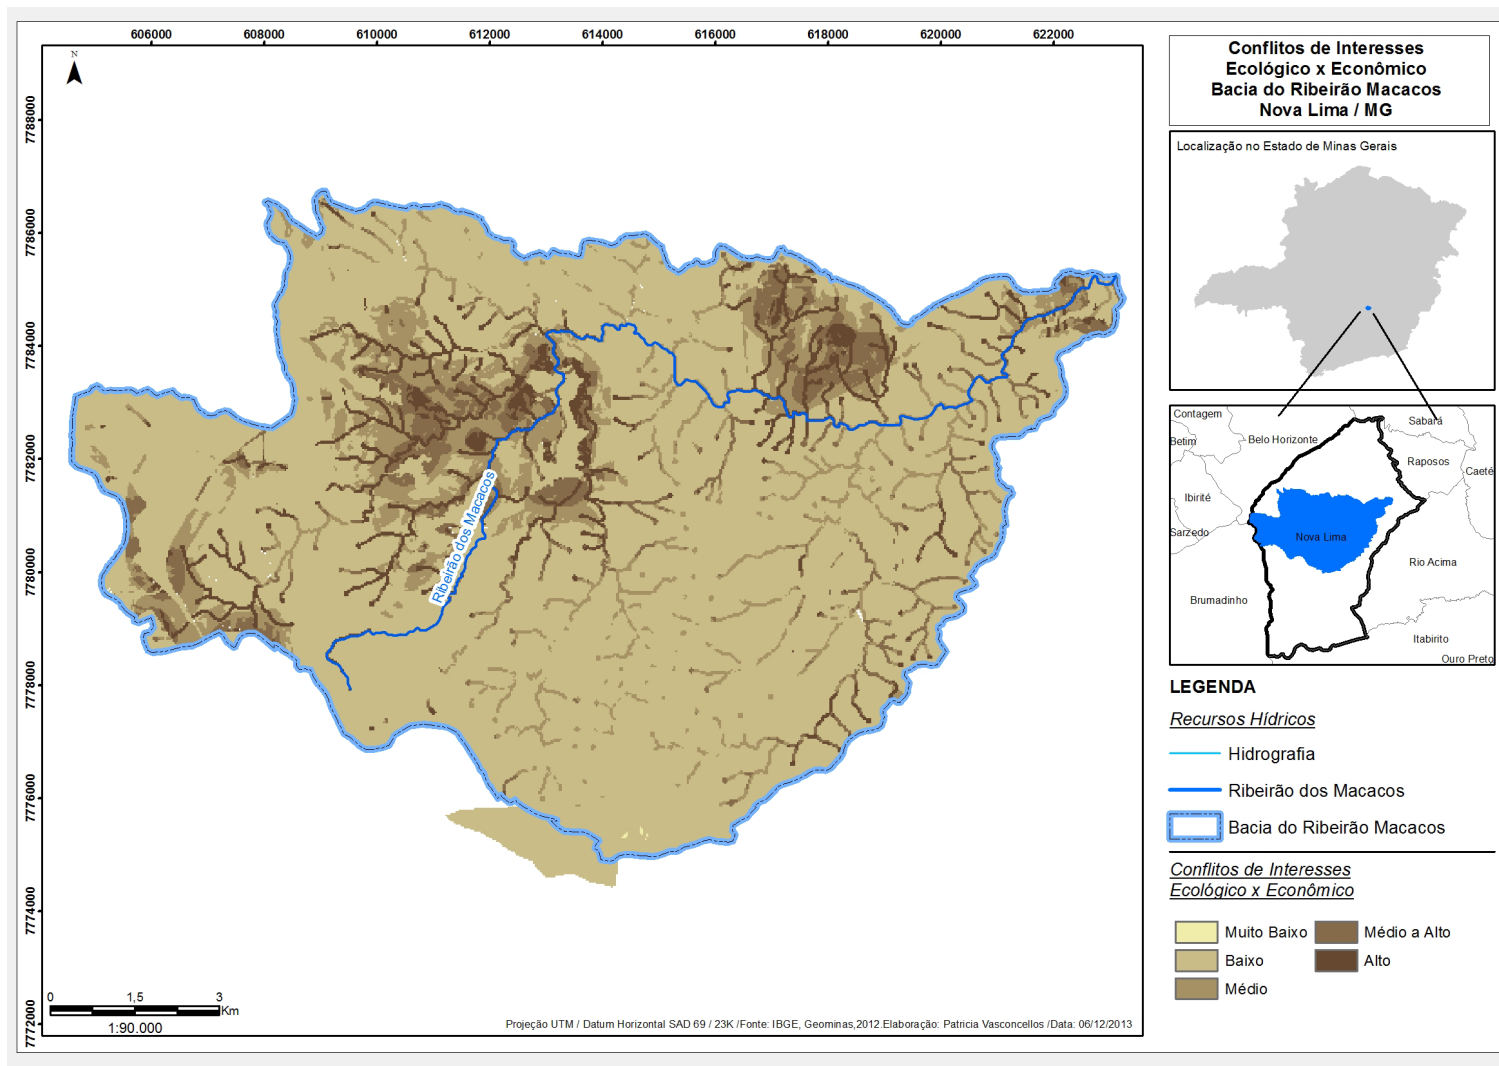 606000
608000
610000
612000
614000
616000
618000
620000
622000
N
7788000
7786000
7784000
7782000
7780000
7778000
7776000
7774000
7772000
Ribeirão dos Macacos
0
1,5
3
Km
1:90.000
Projeção UTM / Datum Horizontal SAD 69 / 23K /Fonte: IBGE, Geominas,2012.Elaboração: Patricia Vasconcellos /Data: 06/12/2013
Conflitos de Interesses
Ecológico x Econômico
Bacia do Ribeirão Macacos
Nova Lima / MG
Localização no Estado de Minas Gerais
Contagem
Sabará
Betim
Belo Horizonte
Raposos
Caeté
Ibirité
Sarzedo
Nova Lima
Rio Acima
Brumadinho
Itabirito
Ouro Preto
LEGENDA
Recursos Hídricos
Hidrografia
Ribeirão dos Macacos
Bacia do Ribeirão Macacos
Conflitos de Interesses
Ecológico x Econômico
Muito Baixo
Médio a Alto
Baixo
Alto
Médio